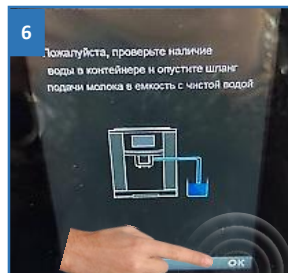 6
Пожалуйста, проверьте наличие
воды в контейнере и опустите шланг
подачи молока в емкость с чистой водой
OK